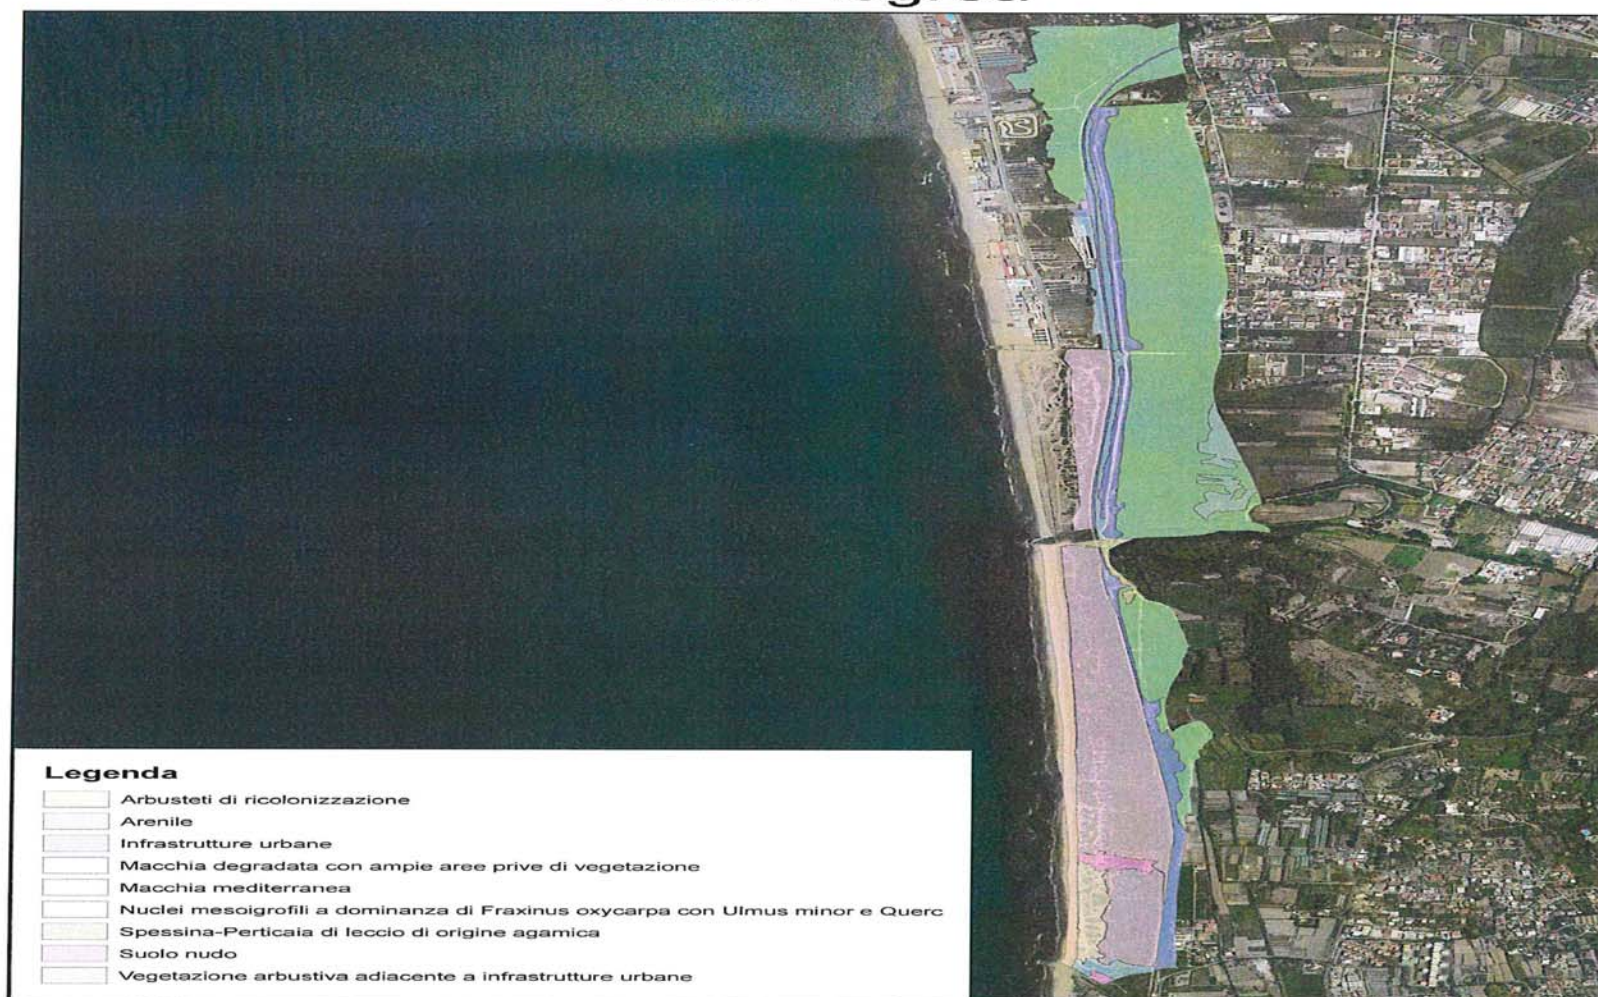 Legenda
Arbusteti di ricolonizzazione
Arenile
Infrastrutture urbane
Macchia degradata con ampie aree prive di vegetazione
Macchia mediterranea
Nuclei mesoigrofili a dominanza di Fraxinus oxycarpa con Ulmus minor e Querc
Spessina-Perticaia di leccio di origine agamica
Suolo nudo
Vegetazione arbustiva adiacente a infrastrutture urbane